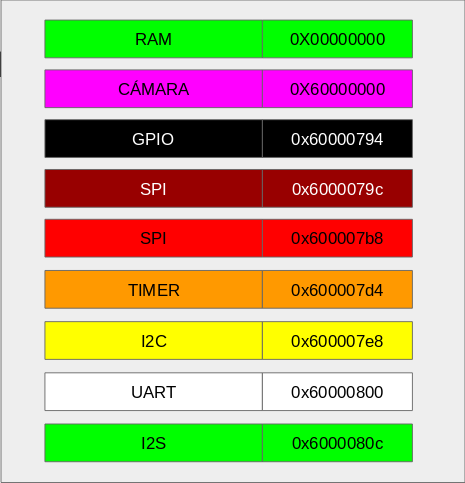 RAM 0X00000000
CÁMARA 0X60000000
GPIO 0x60000794
SPI 0x6000079c
SPI 0x600007b8
TIMER 0x600007d4
I2C 0x600007e8
UART 0x60000800
I2S 0x6000080c